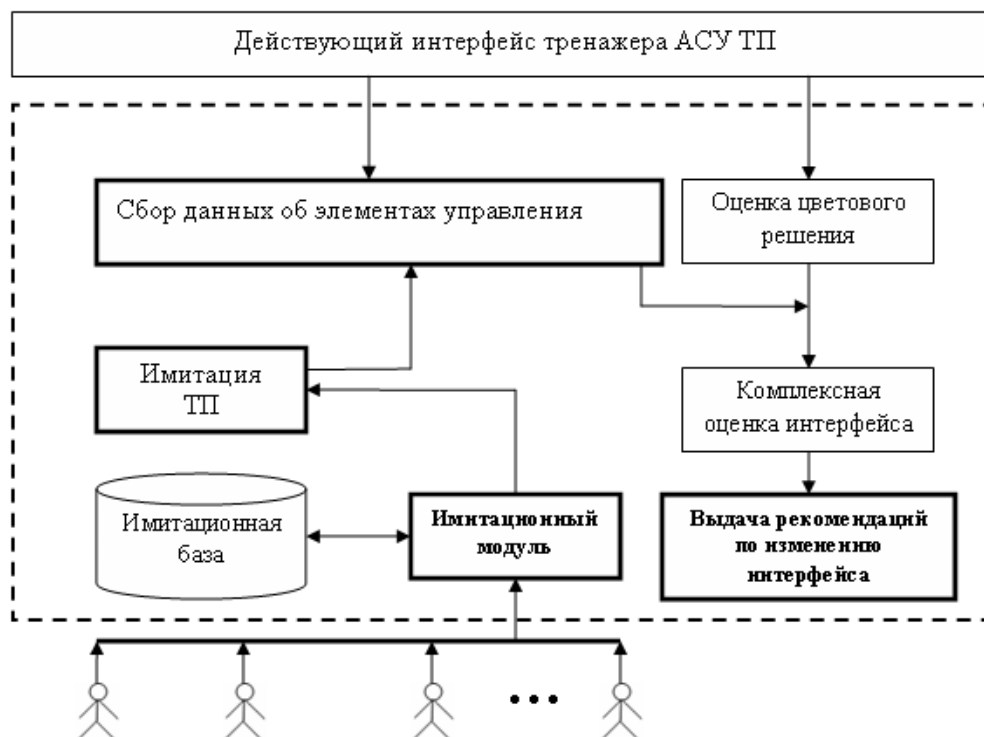 Действующий интерфейс тренажера АСУ ТП
Сбор данных об элементах управления
Оценка цветового
решения
Имитация
ТП
Комплексная
оценка интерфейса
Имитационная
база
Имитационный
модуль
Выдача рекомендаций
по изменению
интерфейса